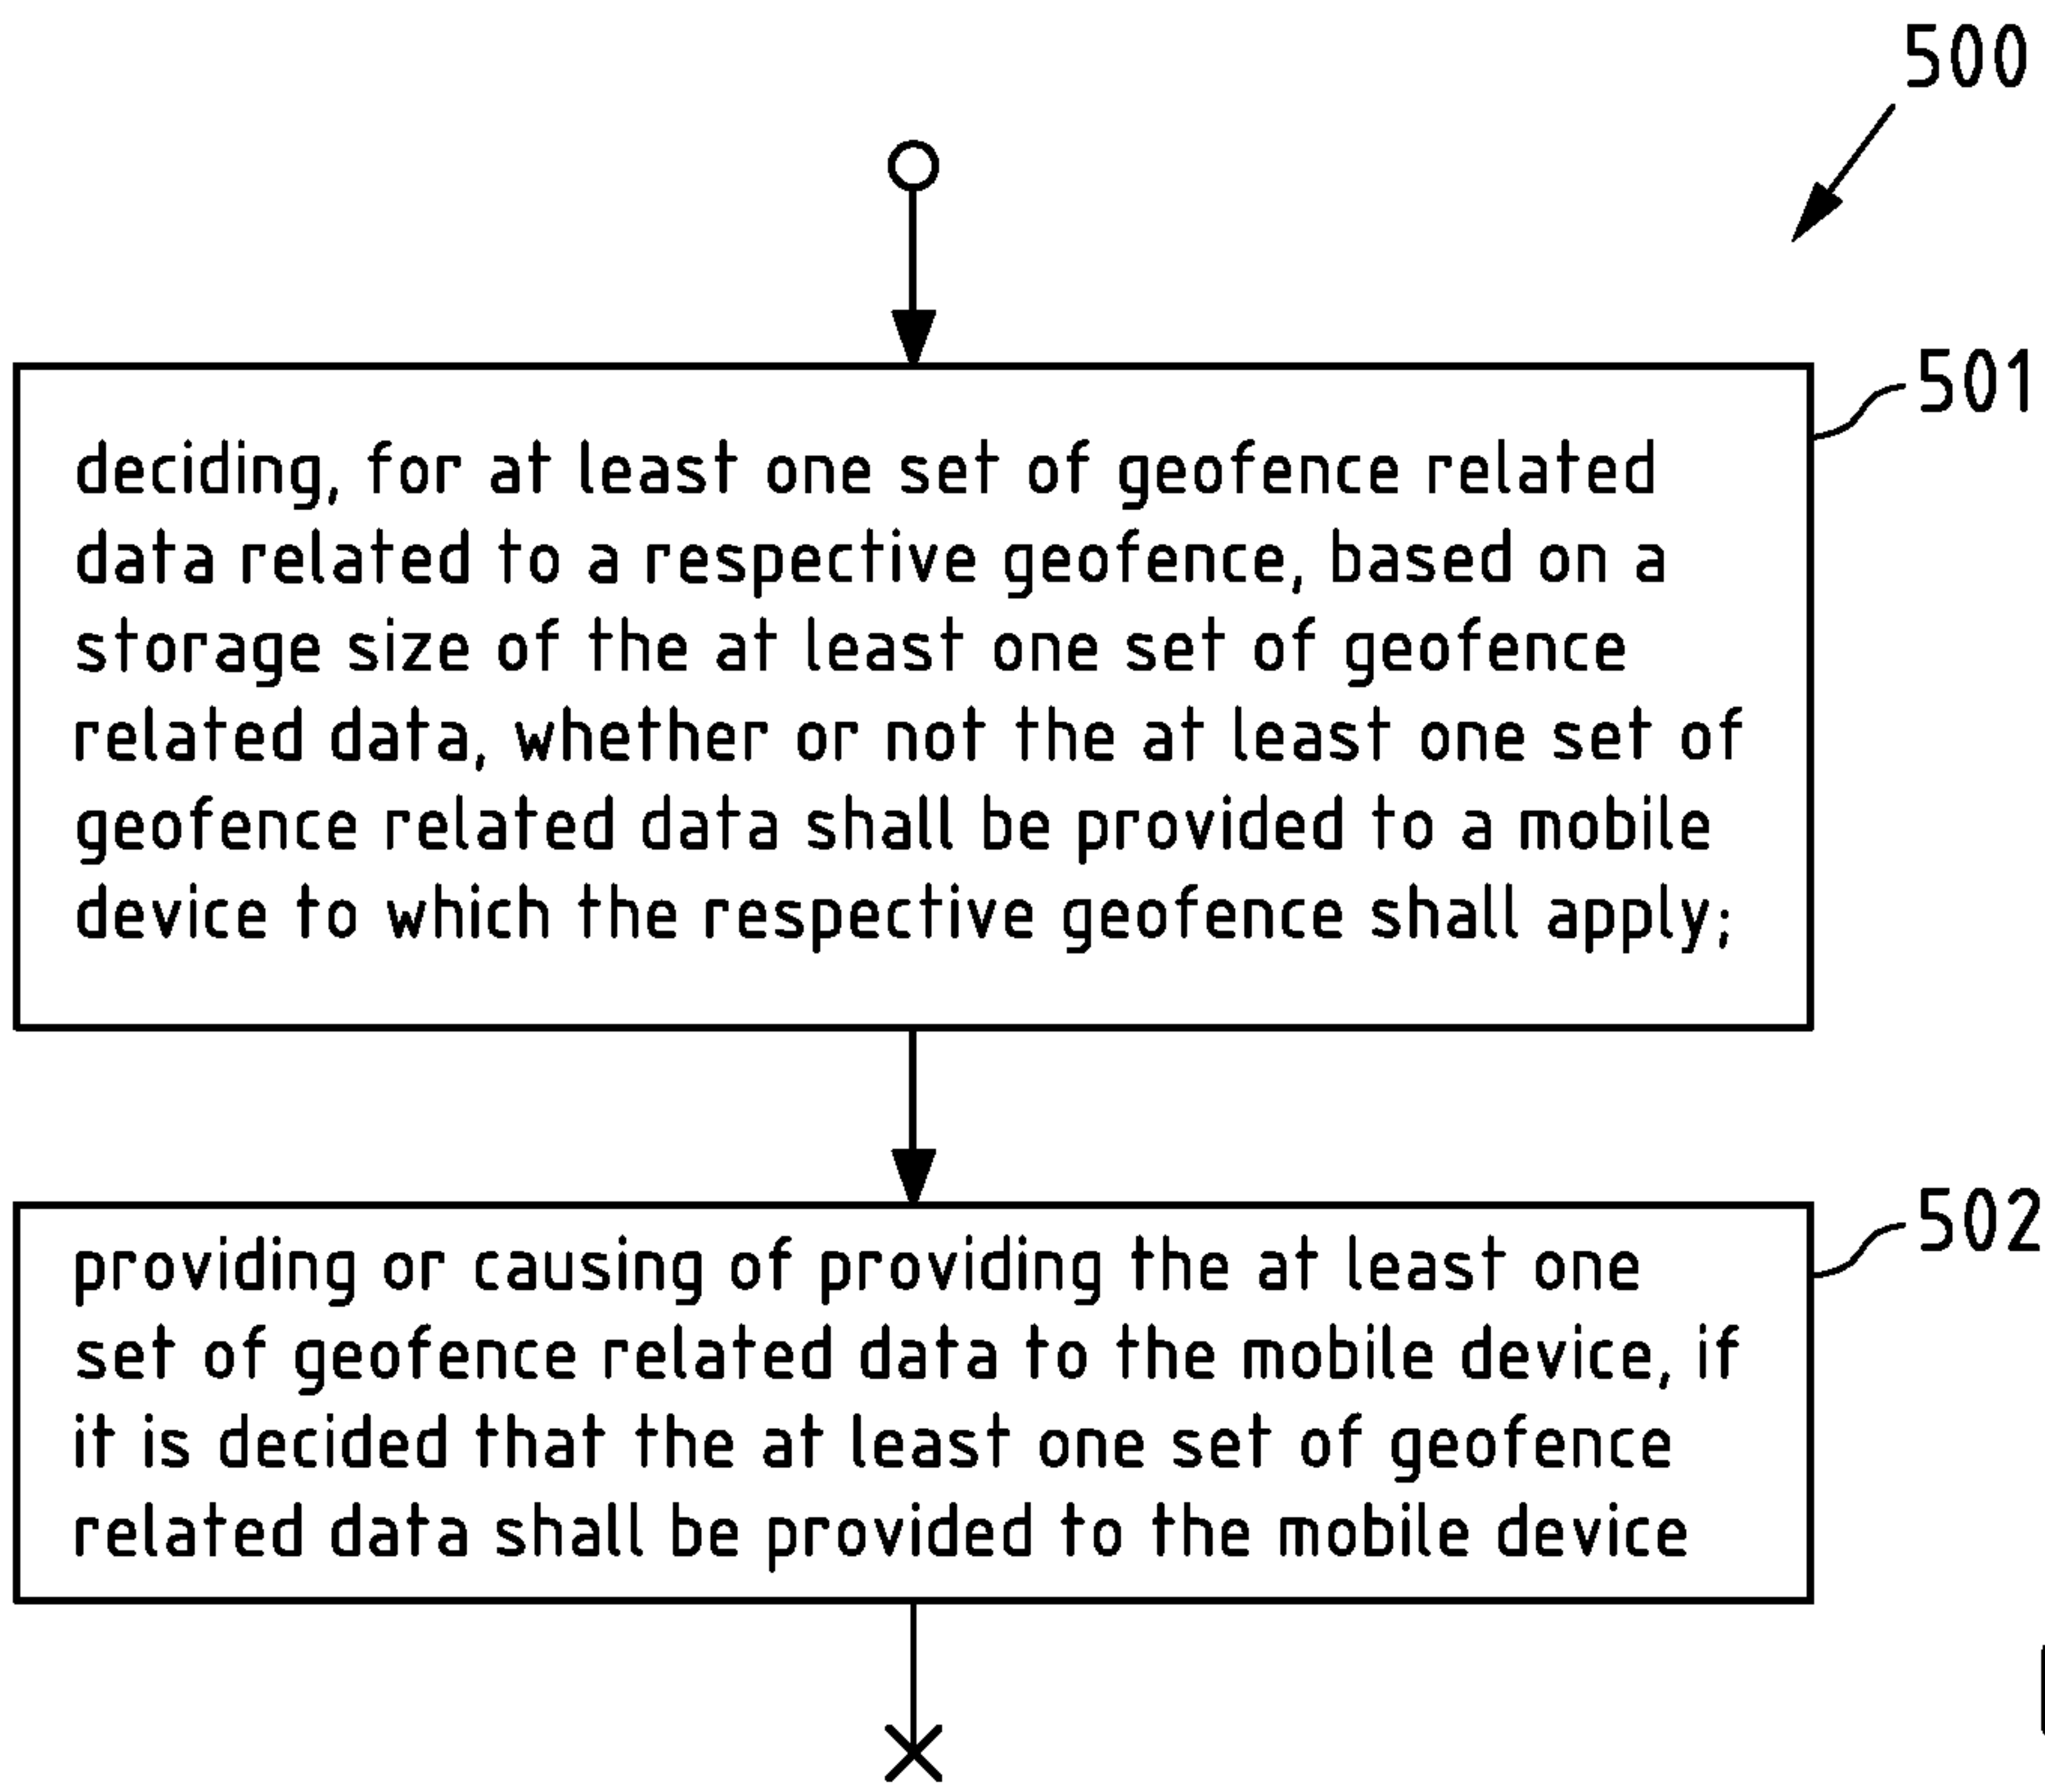 500
501
deciding, for at least one set of geofence related
data related to a respective geofence, based on a
storage size of the at least one set of geofence
related data, whether or not the at least one set of
geofence related data shall be provided to a mobile
device to which the respective geofence shall apply;
502
providing or causing of providing the at least one
set of geofence related data to the mobile device, if
it is decided that the at least one set of geofence
related data shall be provided to the mobile device